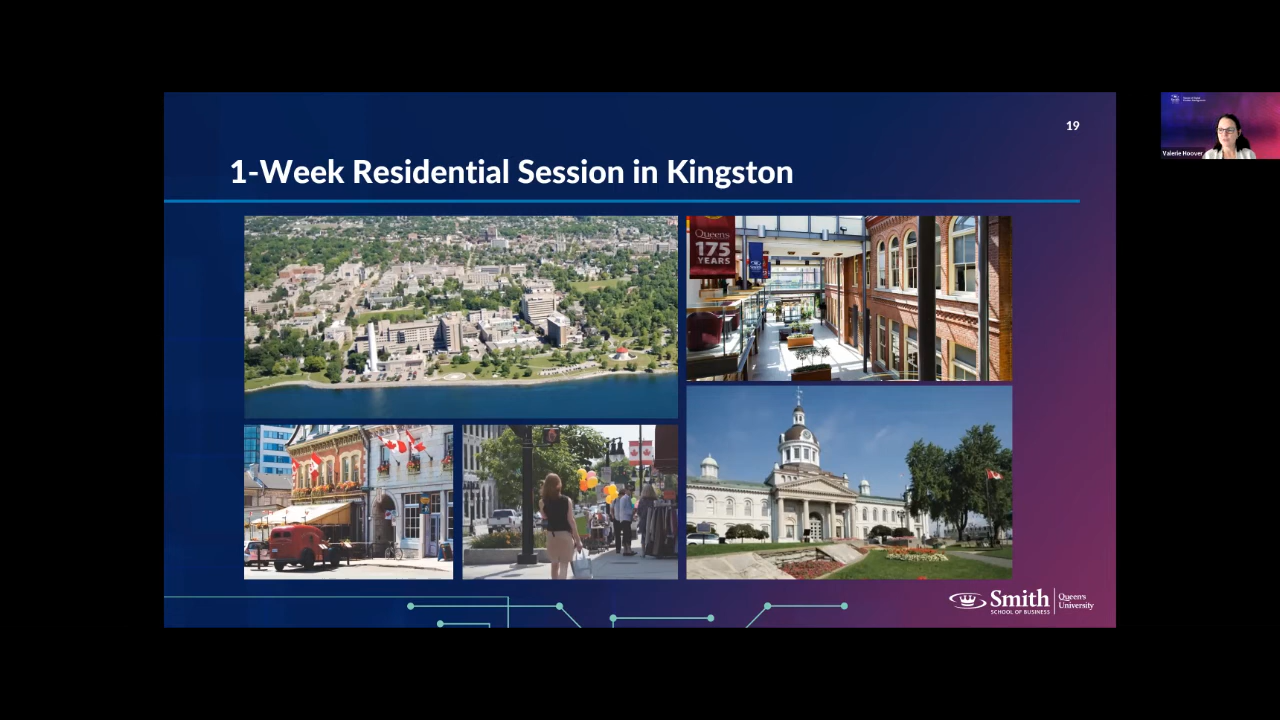 19
1-Week Residential Session in Kingston
Queen's
175
YEARS
Valerie Hoover
Smith
SCHOOL OF BUSINESS
Queen's
University